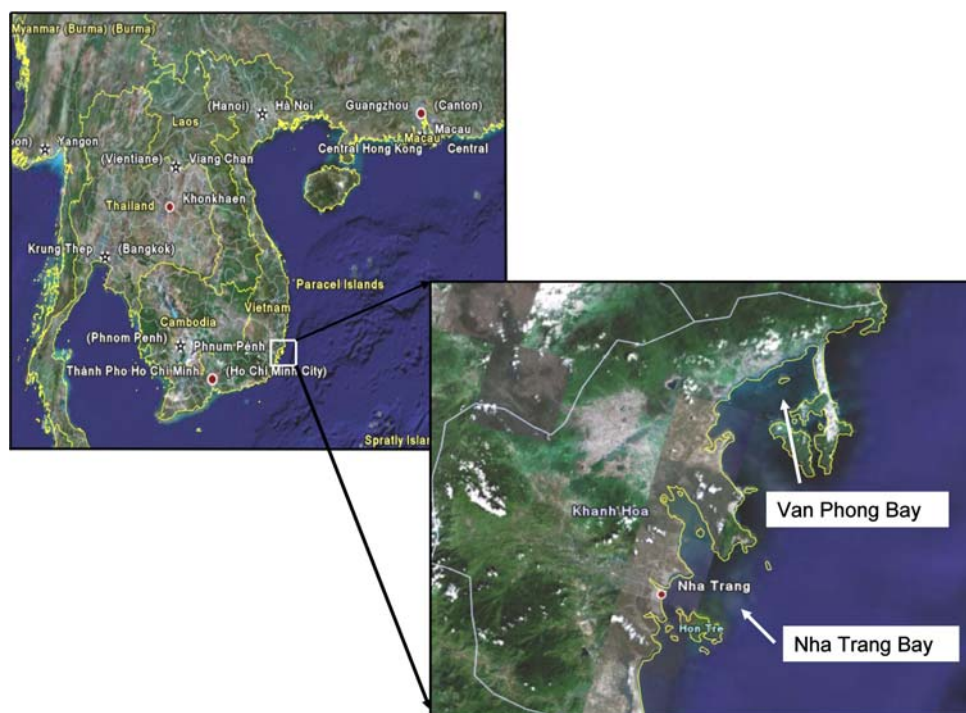 Myanmar (Burma) (Burma)
(Hanoi) Hà Noi
Guangzhou (Canton)
Laos
Macau
Macau
Yangon
Central Hong Kong Central
(Vientiane) Viang Chan
Thailand Khonkhaen
Krung Thep (Bangkok)
Paracel Islands
Vietnam
Cambodia
(Phnom Penh)
Phnum Penh
Thành Pho Ho Chi Minh (Ho Chi Minh City)
Spratly Islan
Van Phong Bay
Khanh Hoa
Nha Trang
Hon Tre
Nha Trang Bay